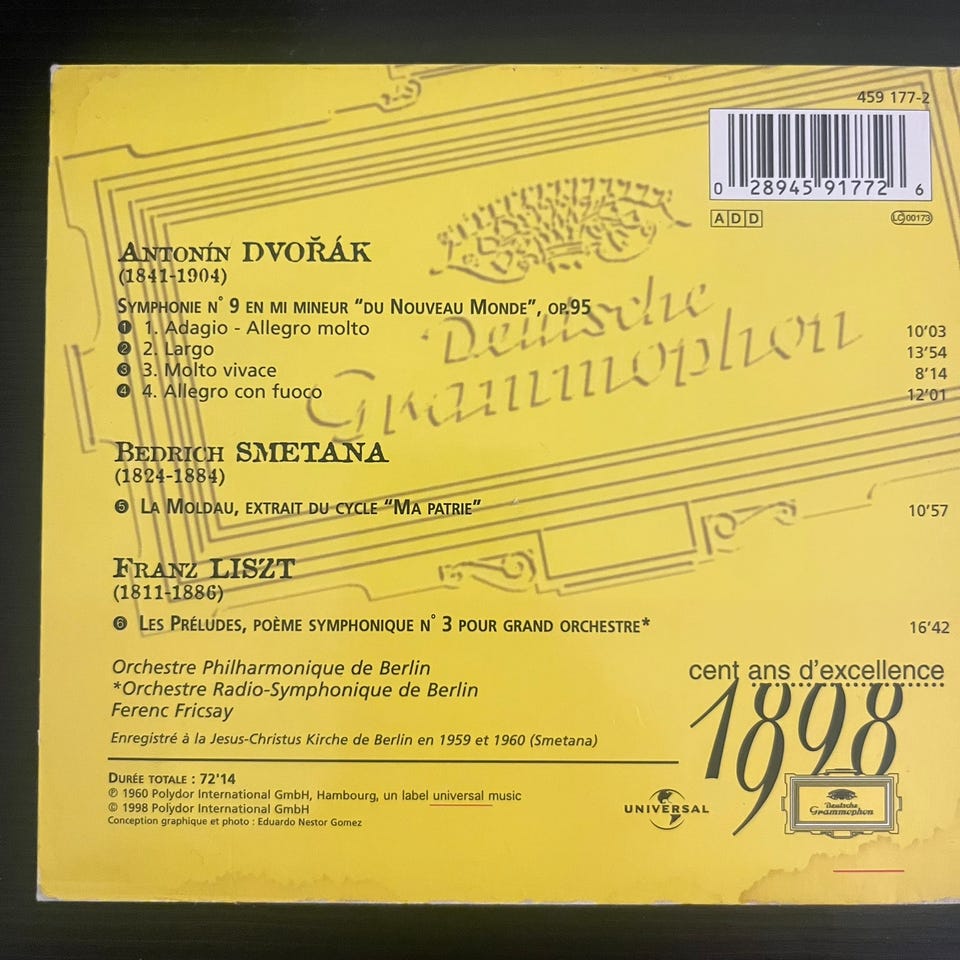 459 177-2
0 28945 91772 6
ADD
LC 00173
Deutsche
Grammophon
Antonín DVOŘÁK
(1841-1904)
Symphonie n° 9 en mi mineur "du Nouveau Monde", op.95
1 1. Adagio - Allegro molto 10'03
2 2. Largo 13'54
3 3. Molto vivace 8'14
4 4. Allegro con fuoco 12'01
Bedrich SMETANA
(1824-1884)
5 La Moldau, extrait du cycle "Ma patrie" 10'57
Franz LISZT
(1811-1886)
6 Les Préludes, poème symphonique n° 3 pour grand orchestre* 16'42
Orchestre Philharmonique de Berlin
*Orchestre Radio-Symphonique de Berlin
Ferenc Fricsay
Enregistré à la Jesus-Christus Kirche de Berlin en 1959 et 1960 (Smetana)
Durée totale : 72'14
℗ 1960 Polydor International GmbH, Hambourg, un label universal music
© 1998 Polydor International GmbH
Conception graphique et photo : Eduardo Nestor Gomez
UNIVERSAL
cent ans d'excellence
1898
Deutsche
Grammophon